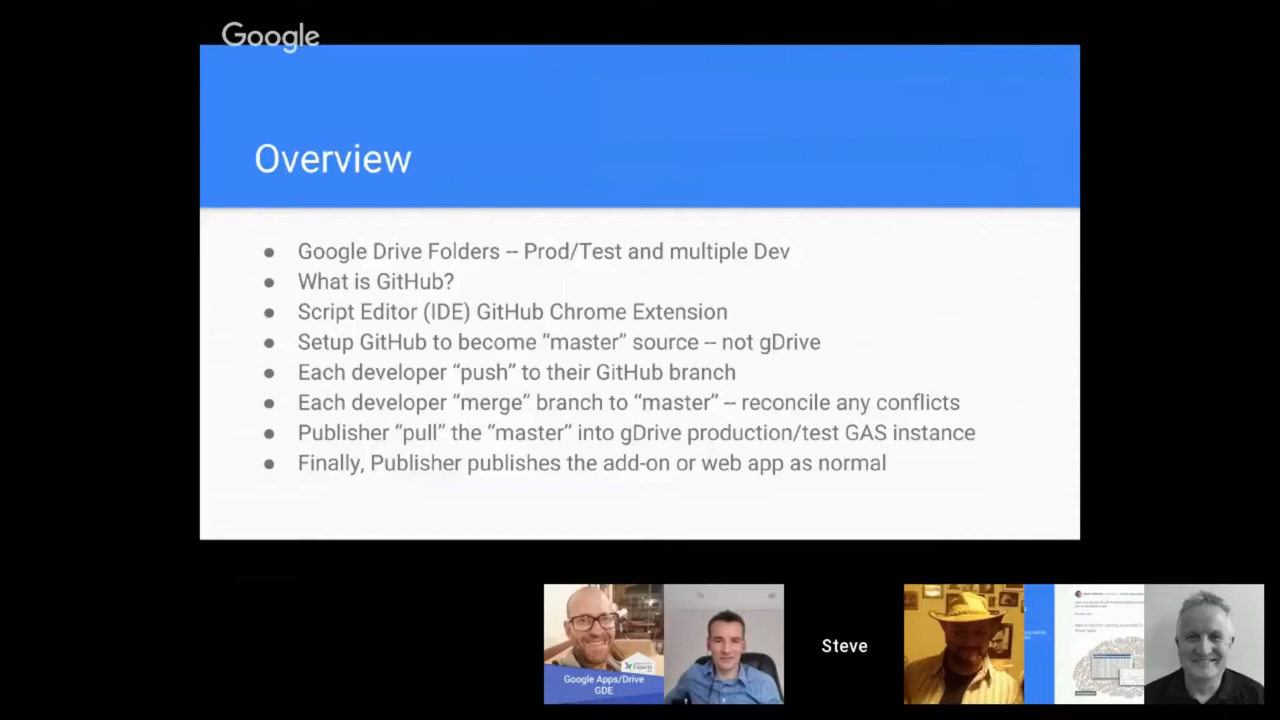 Google
Overview
● Google Drive Folders -- Prod/Test and multiple Dev
● What is GitHub?
● Script Editor (IDE) GitHub Chrome Extension
● Setup GitHub to become “master” source -- not gDrive
● Each developer “push” to their GitHub branch
● Each developer “merge” branch to “master” -- reconcile any conflicts
● Publisher “pull” the “master” into gDrive production/test GAS instance
● Finally, Publisher publishes the add-on or web app as normal
Experts
Google Apps/Drive
GDE
Steve